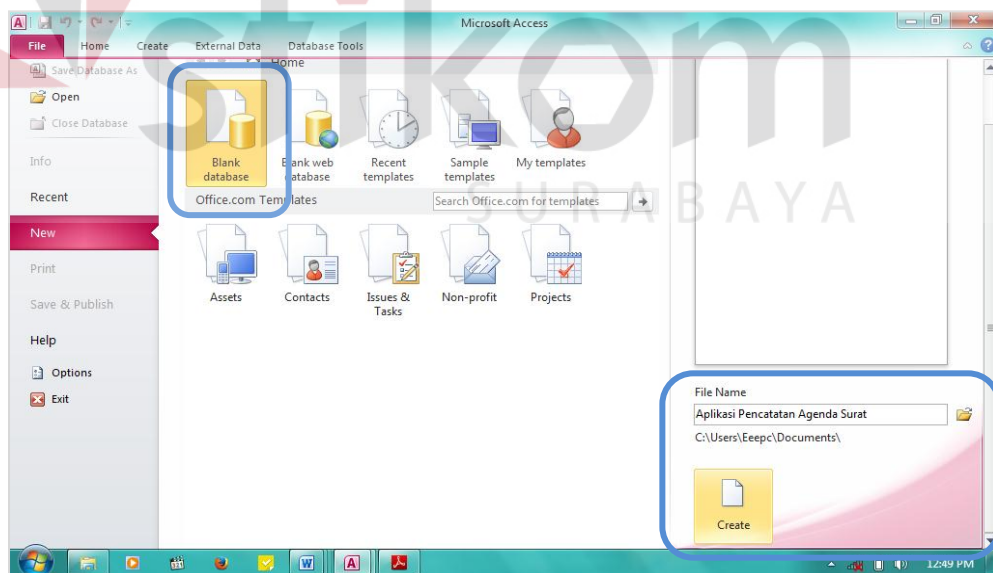 Microsoft Access
File Home Create External Data Database Tools
Save Database As
Open
Close Database
Info
Recent
New
Print
Save & Publish
Help
Options
Exit
Home
Blank database
Blank web database
Recent templates
Sample templates
My templates
Office.com Templates
Search Office.com for templates
Assets
Contacts
Issues & Tasks
Non-profit
Projects
File Name
Aplikasi Pencatatan Agenda Surat
C:\Users\Eeepc\Documents\
Create
12:49 PM
stikom
SURABAYA